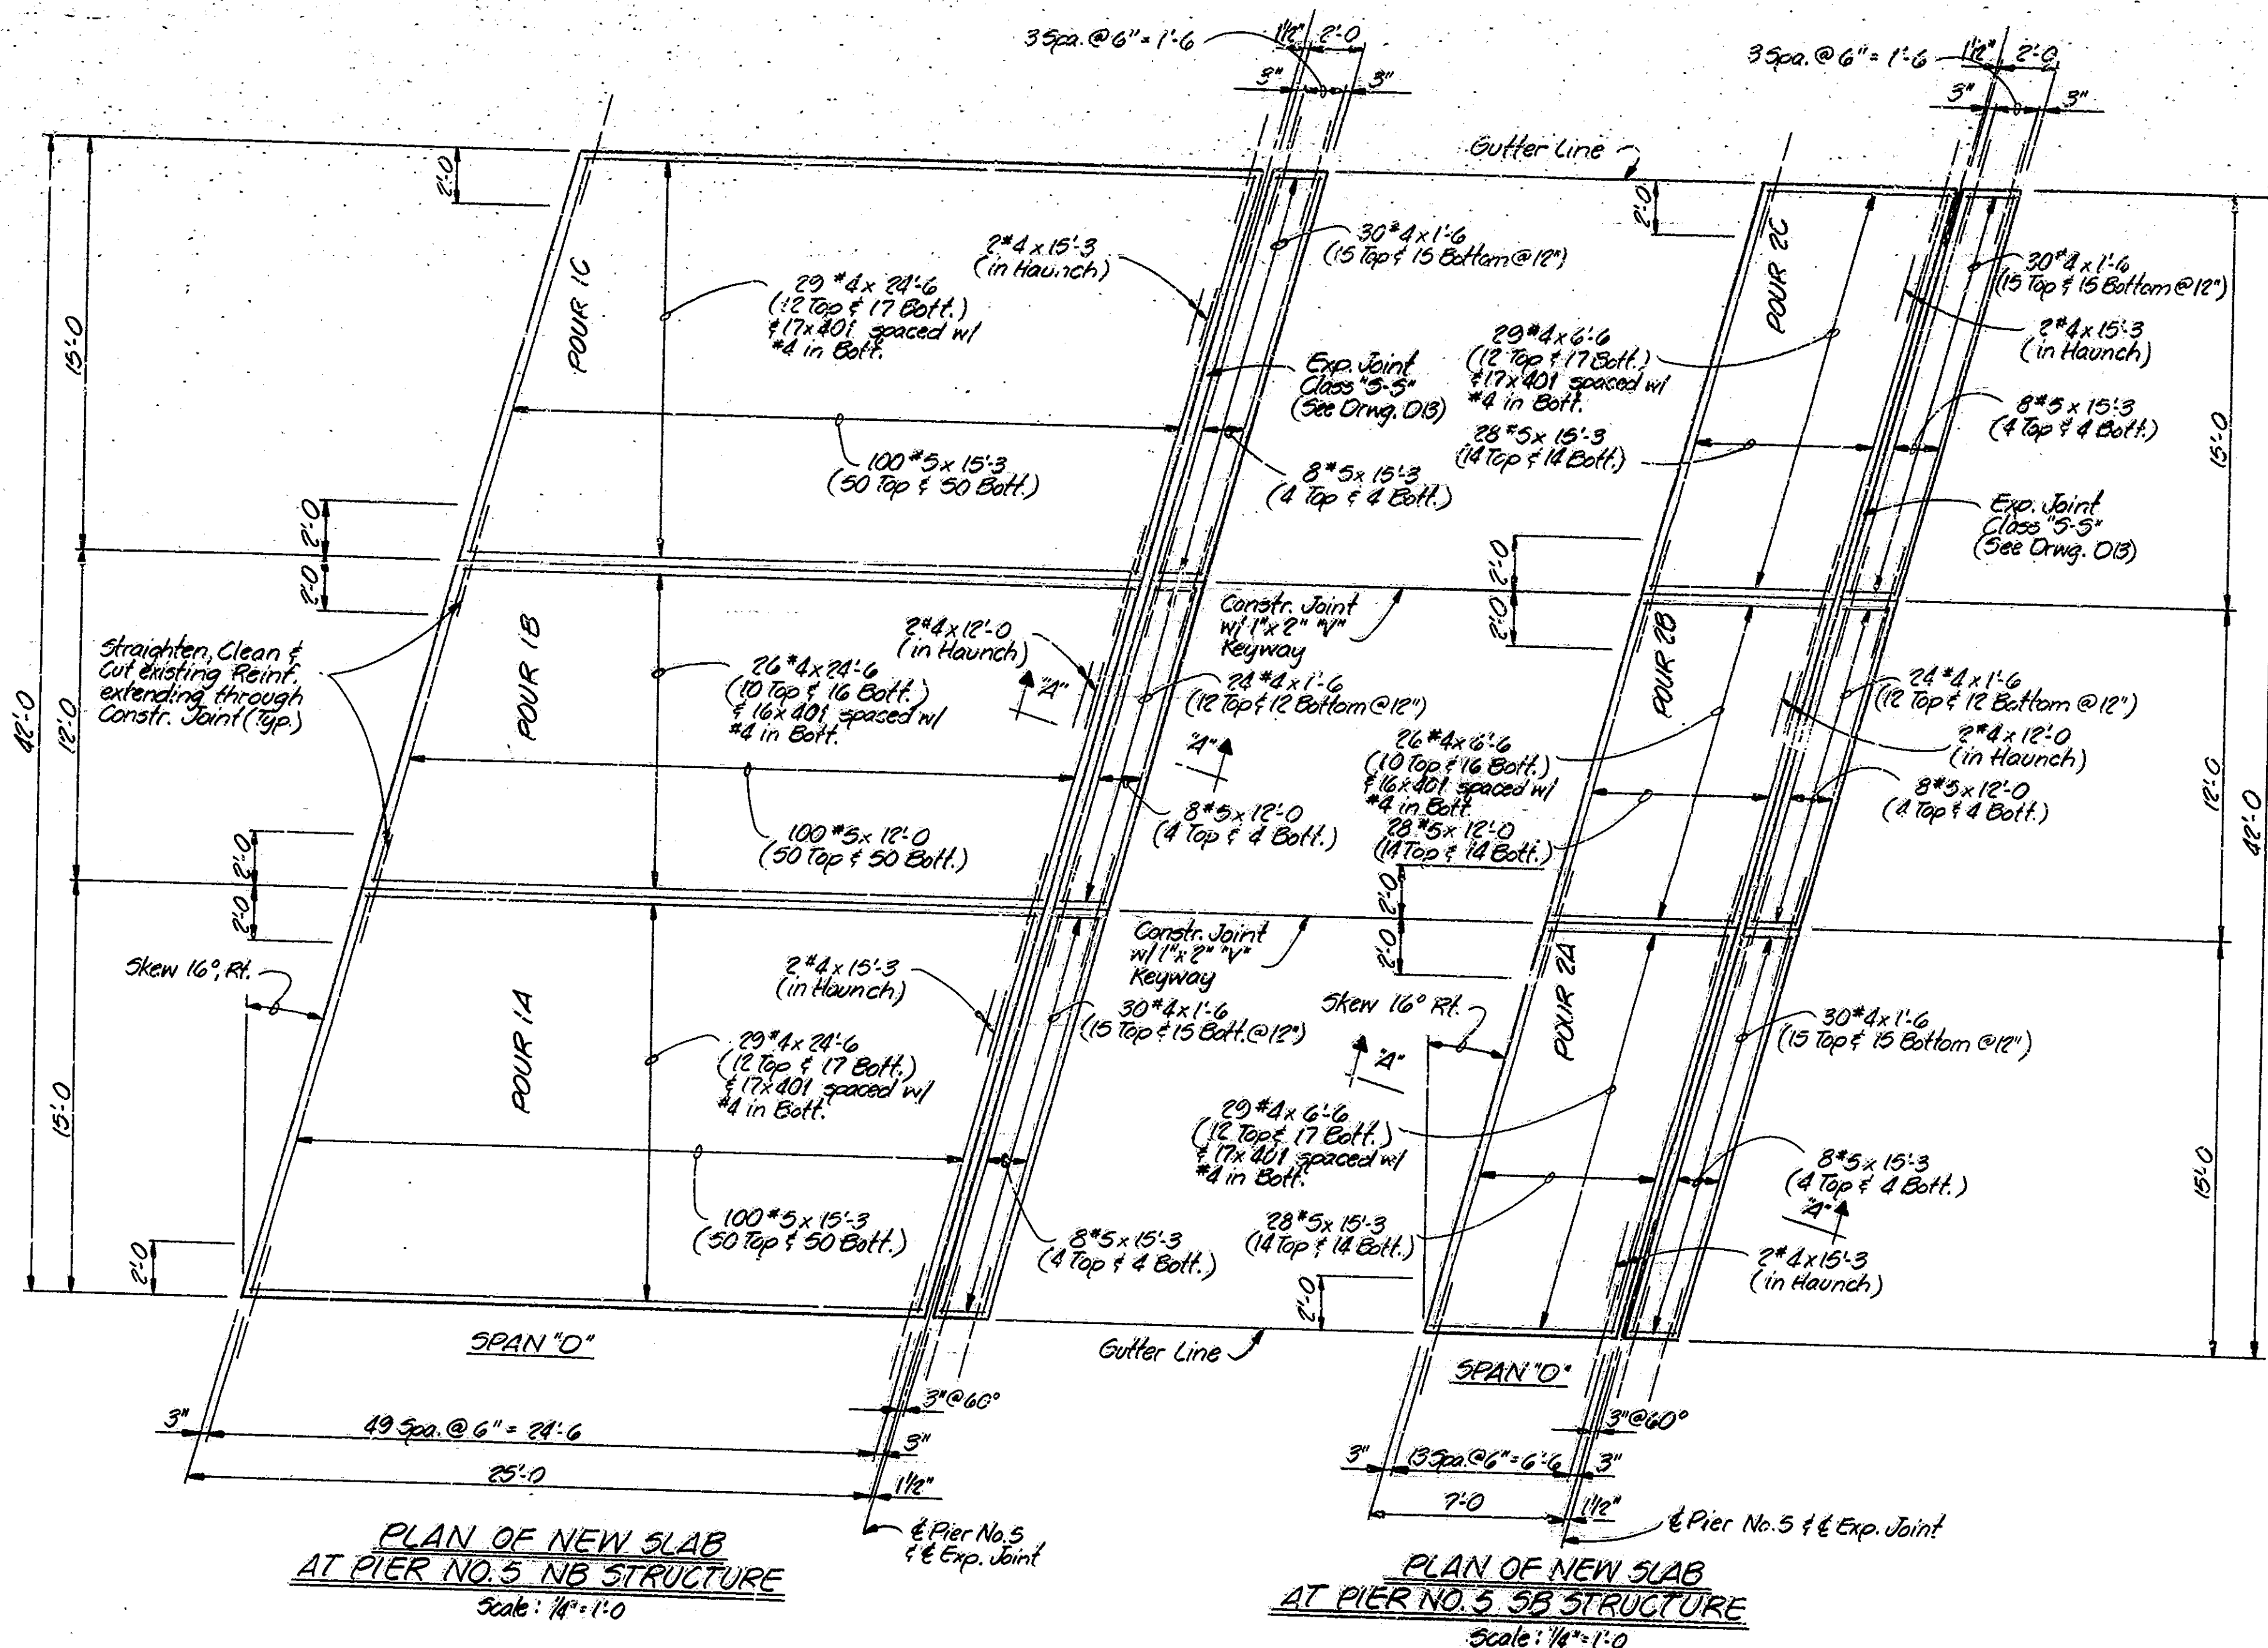 3 Spa. @ 6" = 1'-6
1½"
2'-0
3"
3"
3 Spa. @ 6" = 1'-6
1½"
2'-0
3"
3"
Gutter Line
2'-0
2'-0
POUR 1C
29 #4 x 24'-6
(12 Top & 17 Bott.)
& 17x401 spaced w/
#4 in Bott.
2 #4 x 15'-3
(in Haunch)
30 #4 x 1'-6
(15 Top & 15 Bottom @ 12")
Exp. Joint
Class "S-S"
(See Drwg. D13)
100 #5 x 15'-3
(50 Top & 50 Bott.)
8 #5 x 15'-3
(4 Top & 4 Bott.)
15'-0
2'-0
2'-0
POUR 2C
30 #4 x 1'-6
(15 Top & 15 Bottom @ 12")
2 #4 x 15'-3
(in Haunch)
29 #4 x 6'-6
(12 Top & 17 Bott.)
& 17x401 spaced w/
#4 in Bott.
28 #5 x 15'-3
(14 Top & 14 Bott.)
8 #5 x 15'-3
(4 Top & 4 Bott.)
Exp. Joint
Class "S-S"
(See Drwg. D13)
15'-0
2'-0
2'-0
Straighten, Clean &
Cut existing Reinf.
extending through
Constr. Joint (Typ.)
42'-0
12'-0
POUR 1B
2 #4 x 12'-0
(in Haunch)
26 #4 x 24'-6
(10 Top & 16 Bott.)
& 16x401 spaced w/
#4 in Bott.
"A"
"A"
Constr. Joint
w/ 1" x 2" "V"
Keyway
24 #4 x 1'-6
(12 Top & 12 Bottom @ 12")
100 #5 x 12'-0
(50 Top & 50 Bott.)
8 #5 x 12'-0
(4 Top & 4 Bott.)
2'-0
2'-0
POUR 2B
24 #4 x 1'-6
(12 Top & 12 Bottom @ 12")
26 #4 x 6'-6
(10 Top & 16 Bott.)
& 16x401 spaced w/
#4 in Bott.
28 #5 x 12'-0
(14 Top & 14 Bott.)
2 #4 x 12'-0
(in Haunch)
8 #5 x 12'-0
(4 Top & 4 Bott.)
12'-0
42'-0
2'-0
2'-0
Skew 16°, Rt.
POUR 1A
2 #4 x 15'-3
(in Haunch)
29 #4 x 24'-6
(12 Top & 17 Bott.)
& 17x401 spaced w/
#4 in Bott.
Constr. Joint
w/ 1" x 2" "V"
Keyway
30 #4 x 1'-6
(15 Top & 15 Bott. @ 12")
15'-0
100 #5 x 15'-3
(50 Top & 50 Bott.)
8 #5 x 15'-3
(4 Top & 4 Bott.)
2'-0
Skew 16° Rt.
"A"
POUR 2A
30 #4 x 1'-6
(15 Top & 15 Bottom @ 12")
29 #4 x 6'-6
(12 Top & 17 Bott.)
& 17x401 spaced w/
#4 in Bott.
8 #5 x 15'-3
(4 Top & 4 Bott.)
"A"
28 #5 x 15'-3
(14 Top & 14 Bott.)
2 #4 x 15'-3
(in Haunch)
15'-0
2'-0
SPAN "D"
Gutter Line
SPAN "D"
3" @ 60°
3"
49 Spa. @ 6" = 24'-6
3"
25'-0
1½"
℄ Pier No. 5
& ℄ Exp. Joint
3" @ 60°
3"
13 Spa. @ 6" = 6'-6
3"
7'-0
1½"
℄ Pier No. 5 & ℄ Exp. Joint
PLAN OF NEW SLAB
AT PIER NO. 5 NB STRUCTURE
Scale: ¼" = 1'-0
PLAN OF NEW SLAB
AT PIER NO. 5 SB STRUCTURE
Scale: ¼" = 1'-0